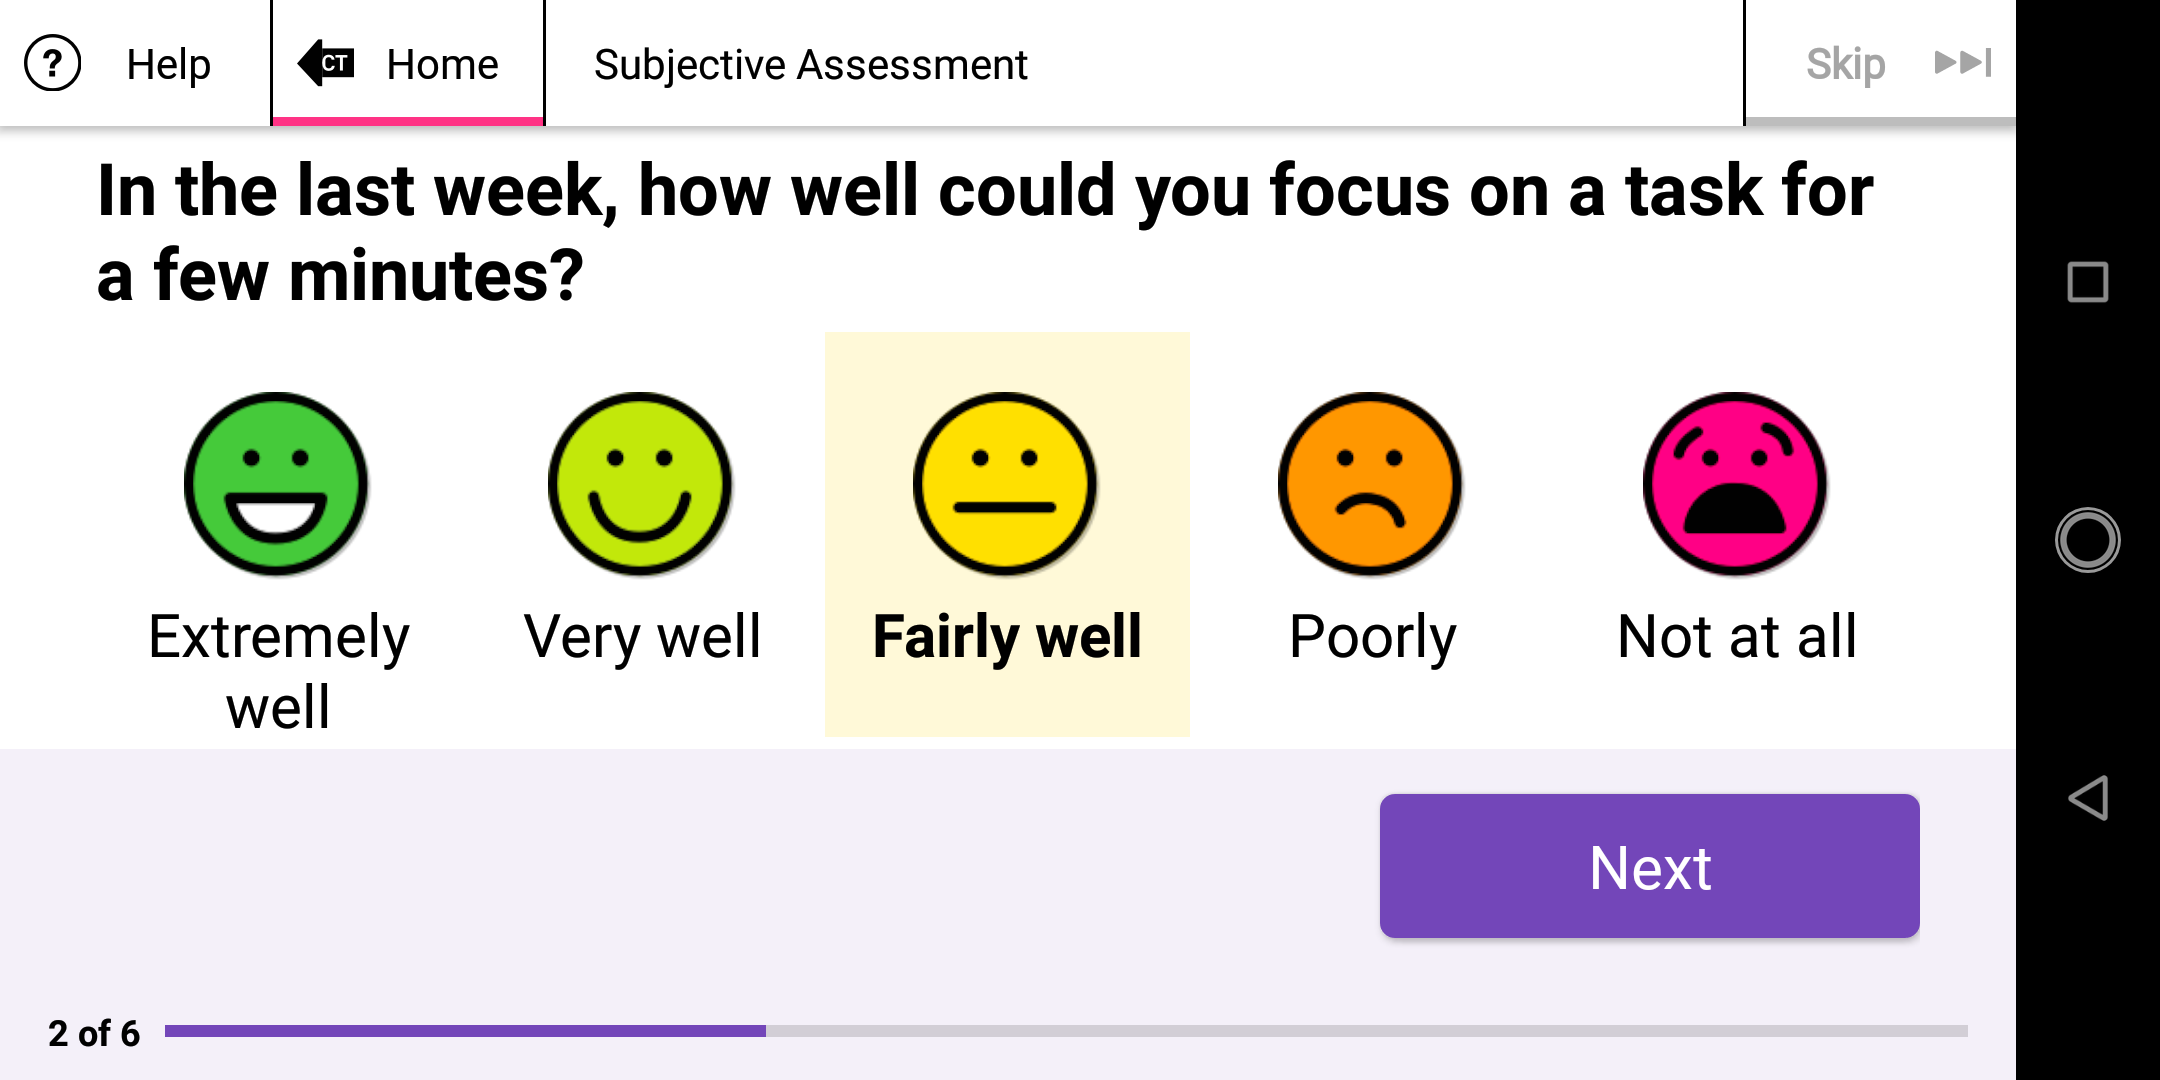 ? Help
CT Home
Subjective Assessment
Skip
In the last week, how well could you focus on a task for
a few minutes?
Extremely
well
Very well
Fairly well
Poorly
Not at all
Next
2 of 6